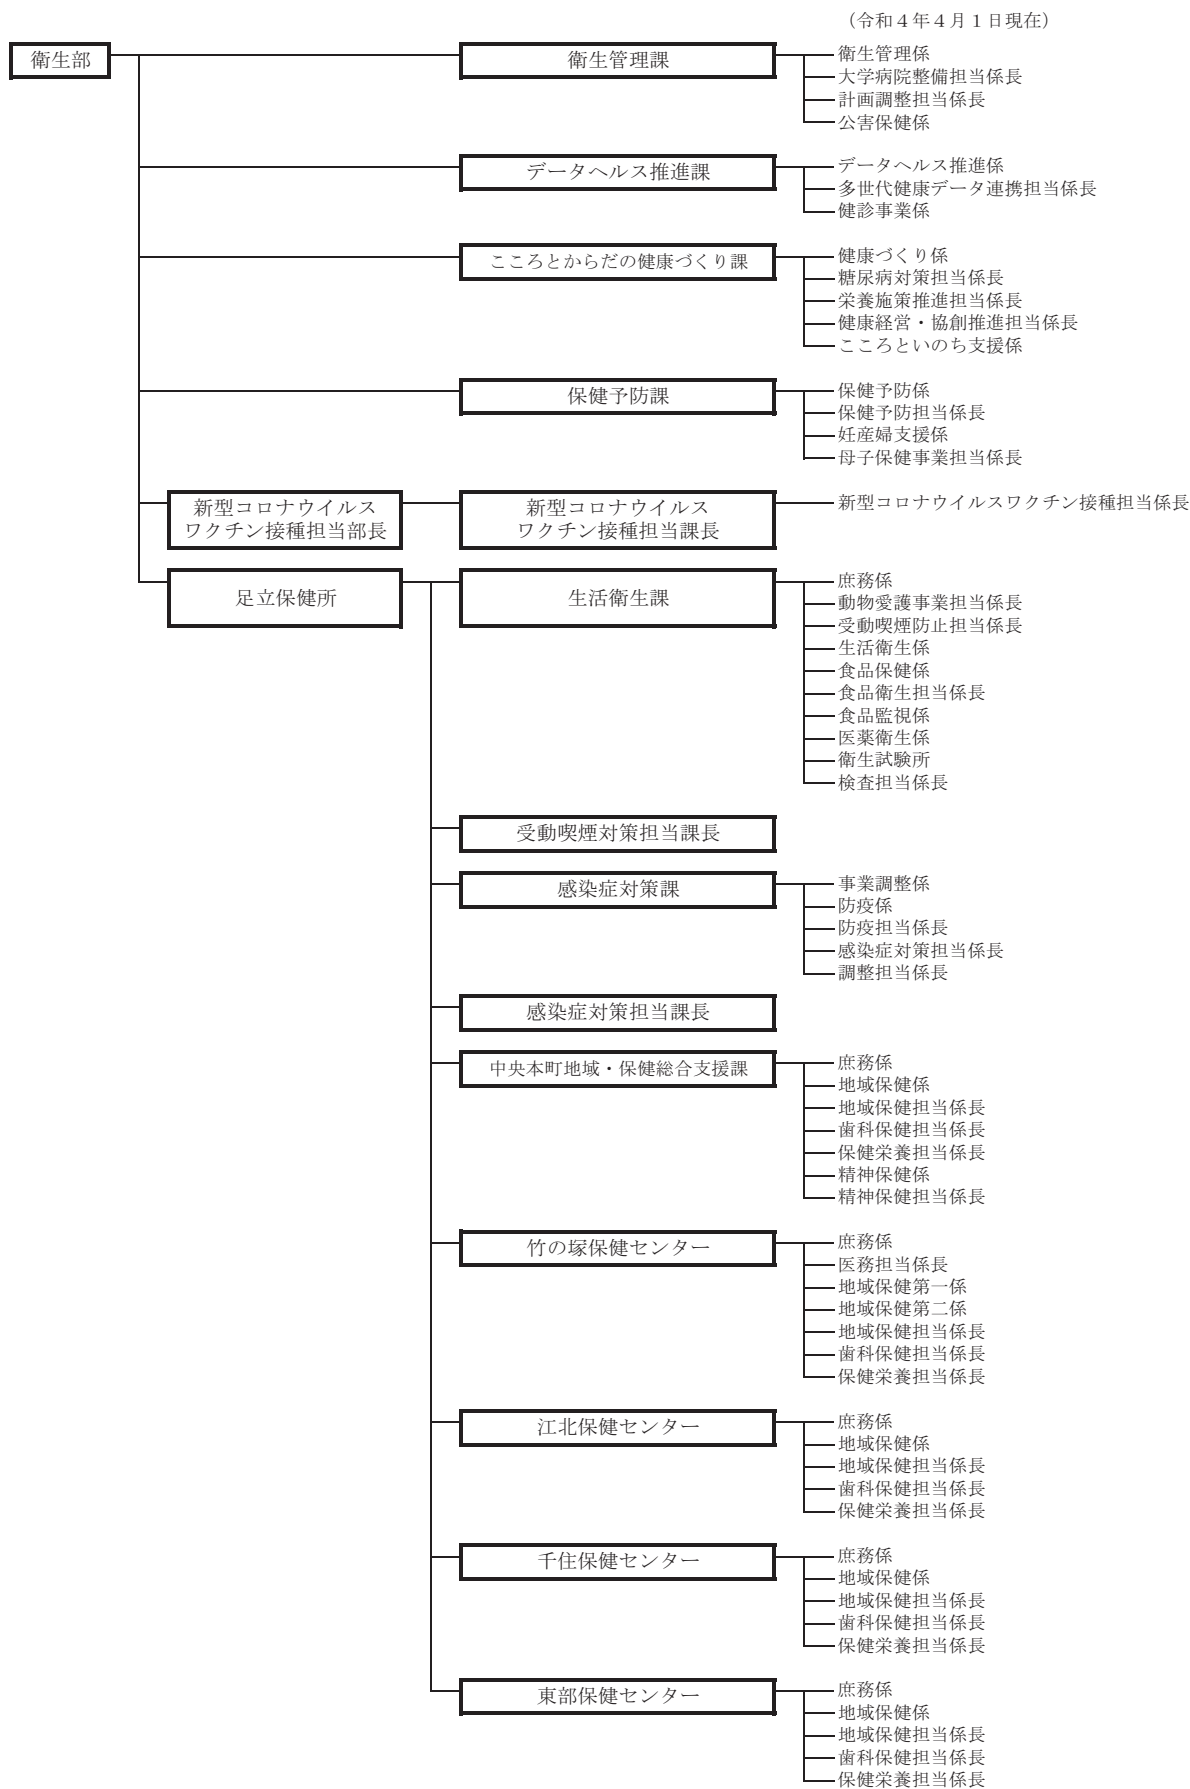 （令和４年４月１日現在）
衛生部
衛生管理課
衛生管理係
大学病院整備担当係長
計画調整担当係長
公害保健係
データヘルス推進課
データヘルス推進係
多世代健康データ連携担当係長
健診事業係
こころとからだの健康づくり課
健康づくり係
糖尿病対策担当係長
栄養施策推進担当係長
健康経営・協創推進担当係長
こころといのち支援係
保健予防課
保健予防係
保健予防担当係長
妊産婦支援係
母子保健事業担当係長
新型コロナウイルス
ワクチン接種担当部長
新型コロナウイルス
ワクチン接種担当課長
新型コロナウイルスワクチン接種担当係長
足立保健所
生活衛生課
庶務係
動物愛護事業担当係長
受動喫煙防止担当係長
生活衛生係
食品保健係
食品衛生担当係長
食品監視係
医薬衛生係
衛生試験所
検査担当係長
受動喫煙対策担当課長
感染症対策課
事業調整係
防疫係
防疫担当係長
感染症対策担当係長
調整担当係長
感染症対策担当課長
中央本町地域・保健総合支援課
庶務係
地域保健係
地域保健担当係長
歯科保健担当係長
保健栄養担当係長
精神保健係
精神保健担当係長
竹の塚保健センター
庶務係
医務担当係長
地域保健第一係
地域保健第二係
地域保健担当係長
歯科保健担当係長
保健栄養担当係長
江北保健センター
庶務係
地域保健係
地域保健担当係長
歯科保健担当係長
保健栄養担当係長
千住保健センター
庶務係
地域保健係
地域保健担当係長
歯科保健担当係長
保健栄養担当係長
東部保健センター
庶務係
地域保健係
地域保健担当係長
歯科保健担当係長
保健栄養担当係長